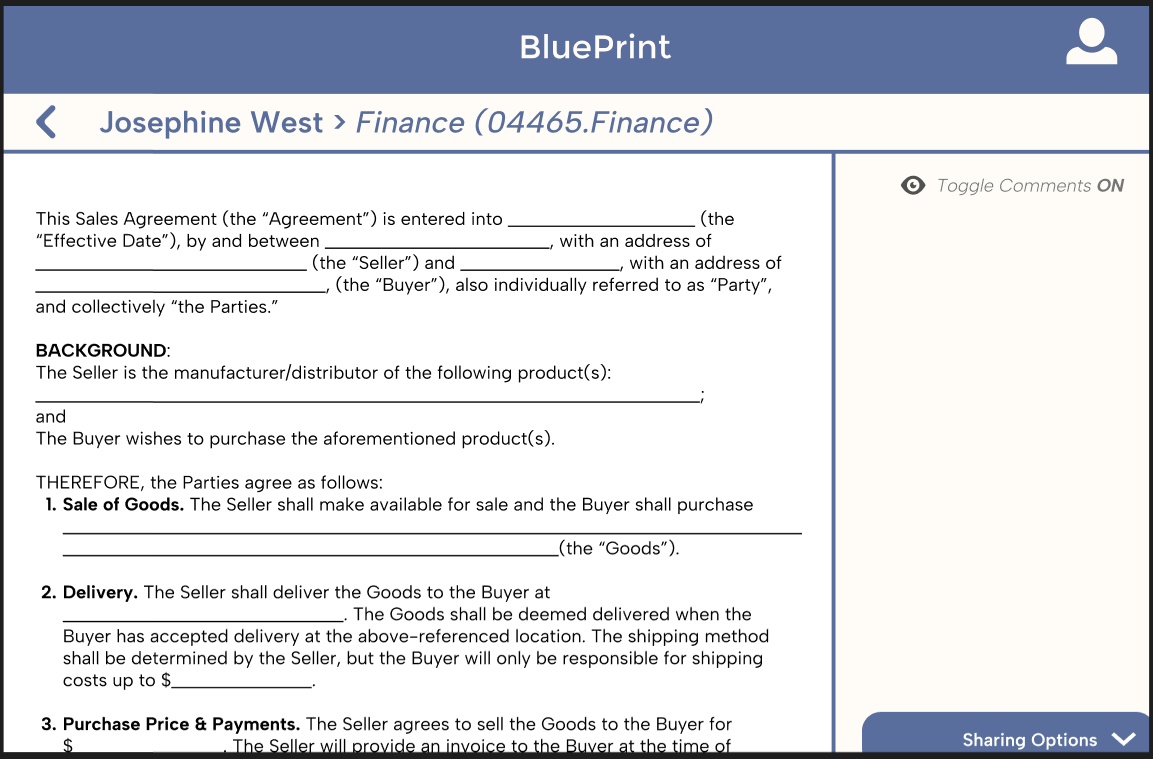 BluePrint
Josephine West > Finance (04465.Finance)
Toggle Comments ON
This Sales Agreement (the “Agreement”) is entered into ____________________ (the
“Effective Date”), by and between ________________________, with an address of
_____________________________ (the “Seller”) and _________________, with an address of
_______________________________, (the “Buyer”), also individually referred to as “Party”,
and collectively “the Parties.”
BACKGROUND:
The Seller is the manufacturer/distributor of the following product(s):
_______________________________________________________________________;
and
The Buyer wishes to purchase the aforementioned product(s).
THEREFORE, the Parties agree as follows:
1. Sale of Goods. The Seller shall make available for sale and the Buyer shall purchase
_______________________________________________________________________________
_____________________________________________________(the “Goods”).
2. Delivery. The Seller shall deliver the Goods to the Buyer at
______________________________. The Goods shall be deemed delivered when the
Buyer has accepted delivery at the above-referenced location. The shipping method
shall be determined by the Seller, but the Buyer will only be responsible for shipping
costs up to $_______________.
3. Purchase Price & Payments. The Seller agrees to sell the Goods to the Buyer for
$________________. The Seller will provide an invoice to the Buyer at the time of
Sharing Options